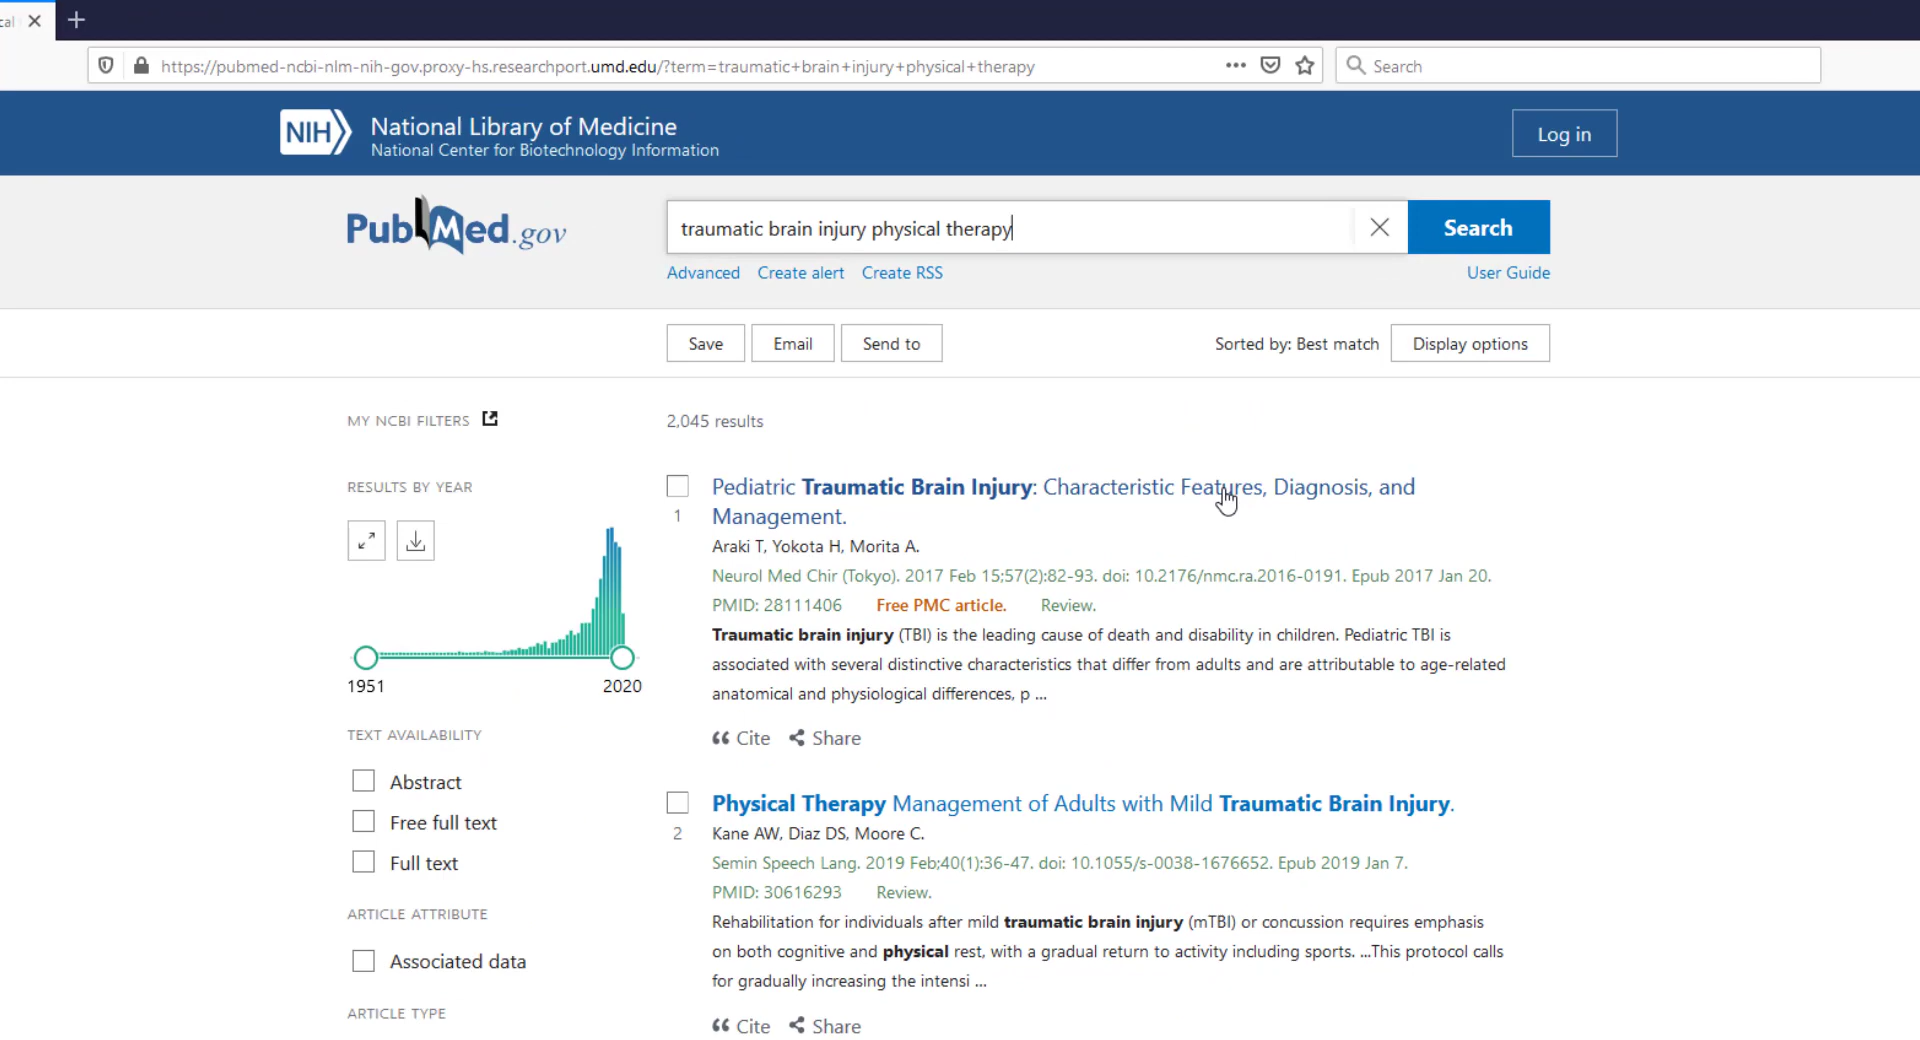 cal
https://pubmed-ncbi-nlm-nih-gov.proxy-hs.researchport.umd.edu/?term=traumatic+brain+injury+physical+therapy
Search
NIH
National Library of Medicine
National Center for Biotechnology Information
Log in
PubMed.gov
traumatic brain injury physical therapy
Search
Advanced Create alert Create RSS
User Guide
Save Email Send to
Sorted by: Best match Display options
MY NCBI FILTERS
2,045 results
RESULTS BY YEAR
1951 2020
TEXT AVAILABILITY
Abstract
Free full text
Full text
ARTICLE ATTRIBUTE
Associated data
ARTICLE TYPE
Pediatric Traumatic Brain Injury: Characteristic Features, Diagnosis, and
Management.
1
Araki T, Yokota H, Morita A.
Neurol Med Chir (Tokyo). 2017 Feb 15;57(2):82-93. doi: 10.2176/nmc.ra.2016-0191. Epub 2017 Jan 20.
PMID: 28111406 Free PMC article. Review.
Traumatic brain injury (TBI) is the leading cause of death and disability in children. Pediatric TBI is
associated with several distinctive characteristics that differ from adults and are attributable to age-related
anatomical and physiological differences, p ...
Cite Share
Physical Therapy Management of Adults with Mild Traumatic Brain Injury.
2
Kane AW, Diaz DS, Moore C.
Semin Speech Lang. 2019 Feb;40(1):36-47. doi: 10.1055/s-0038-1676652. Epub 2019 Jan 7.
PMID: 30616293 Review.
Rehabilitation for individuals after mild traumatic brain injury (mTBI) or concussion requires emphasis
on both cognitive and physical rest, with a gradual return to activity including sports. ...This protocol calls
for gradually increasing the intensi ...
Cite Share